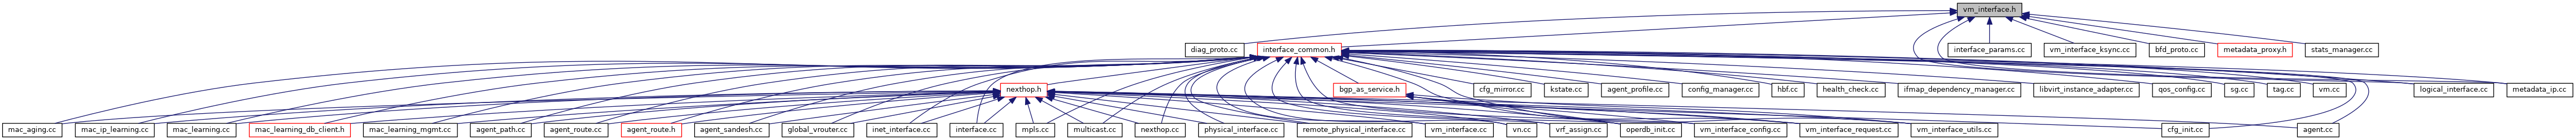 vm_interface.h
diag_proto.cc
interface_common.h
interface_params.cc
vm_interface_ksync.cc
bfd_proto.cc
metadata_proxy.h
stats_manager.cc
nexthop.h
bgp_as_service.h
cfg_mirror.cc
kstate.cc
agent_profile.cc
config_manager.cc
hbf.cc
health_check.cc
ifmap_dependency_manager.cc
libvirt_instance_adapter.cc
qos_config.cc
sg.cc
tag.cc
vm.cc
logical_interface.cc
metadata_ip.cc
mac_aging.cc
mac_ip_learning.cc
mac_learning.cc
mac_learning_db_client.h
mac_learning_mgmt.cc
agent_path.cc
agent_route.cc
agent_route.h
agent_sandesh.cc
global_vrouter.cc
inet_interface.cc
interface.cc
mpls.cc
multicast.cc
nexthop.cc
physical_interface.cc
remote_physical_interface.cc
vm_interface.cc
vn.cc
vrf_assign.cc
operdb_init.cc
vm_interface_config.cc
vm_interface_request.cc
vm_interface_utils.cc
cfg_init.cc
agent.cc